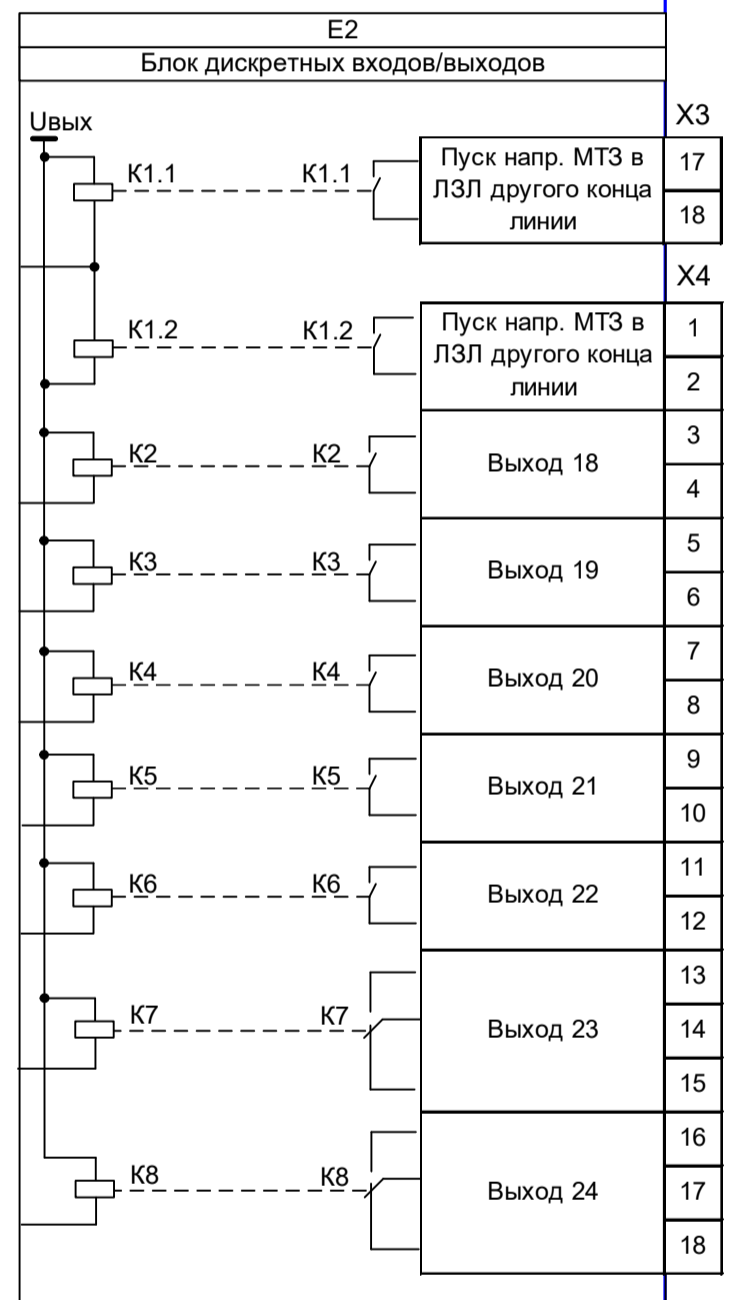 E2
Блок дискретных входов/выходов
Uвых
X3
K1.1 K1.1
Пуск напр. МТЗ в
ЛЗЛ другого конца
линии
17
18
X4
K1.2 K1.2
Пуск напр. МТЗ в
ЛЗЛ другого конца
линии
1
2
K2 K2
Выход 18
3
4
K3 K3
Выход 19
5
6
K4 K4
Выход 20
7
8
K5 K5
Выход 21
9
10
K6 K6
Выход 22
11
12
K7 K7
Выход 23
13
14
15
K8 K8
Выход 24
16
17
18